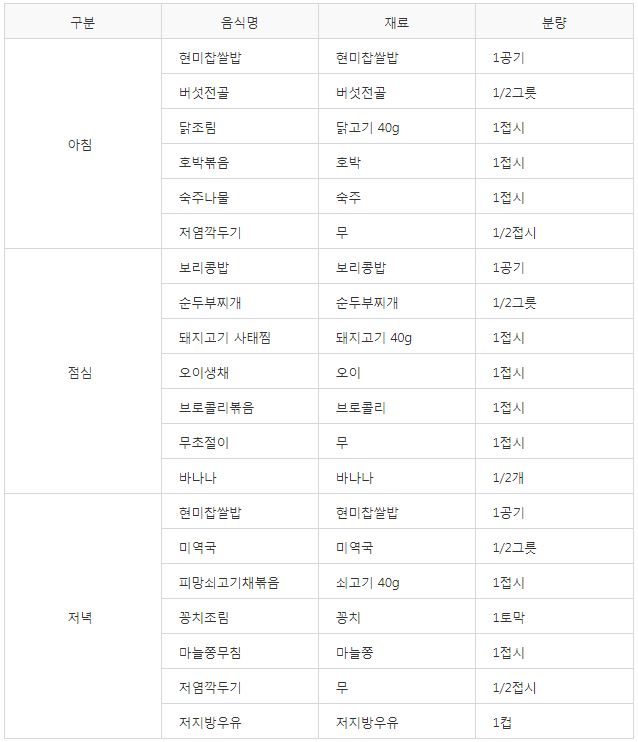 구분 음식명 재료 분량
현미찹쌀밥 현미찹쌀밥 1공기
버섯전골 버섯전골 1/2그릇
닭조림 닭고기 40g 1접시
아침
호박볶음 호박 1접시
숙주나물 숙주 1접시
저염깍두기 무 1/2접시
보리콩밥 보리콩밥 1공기
순두부찌개 순두부찌개 1/2그릇
돼지고기 사태찜 돼지고기 40g 1접시
점심 오이생채 오이 1접시
브로콜리볶음 브로콜리 1접시
무초절이 무 1접시
바나나 바나나 1/2개
현미찹쌀밥 현미찹쌀밥 1공기
미역국 미역국 1/2그릇
피망쇠고기채볶음 쇠고기 40g 1접시
저녁 꽁치조림 꽁치 1토막
마늘쫑무침 마늘쫑 1접시
저염깍두기 무 1/2접시
저지방우유 저지방우유 1컵